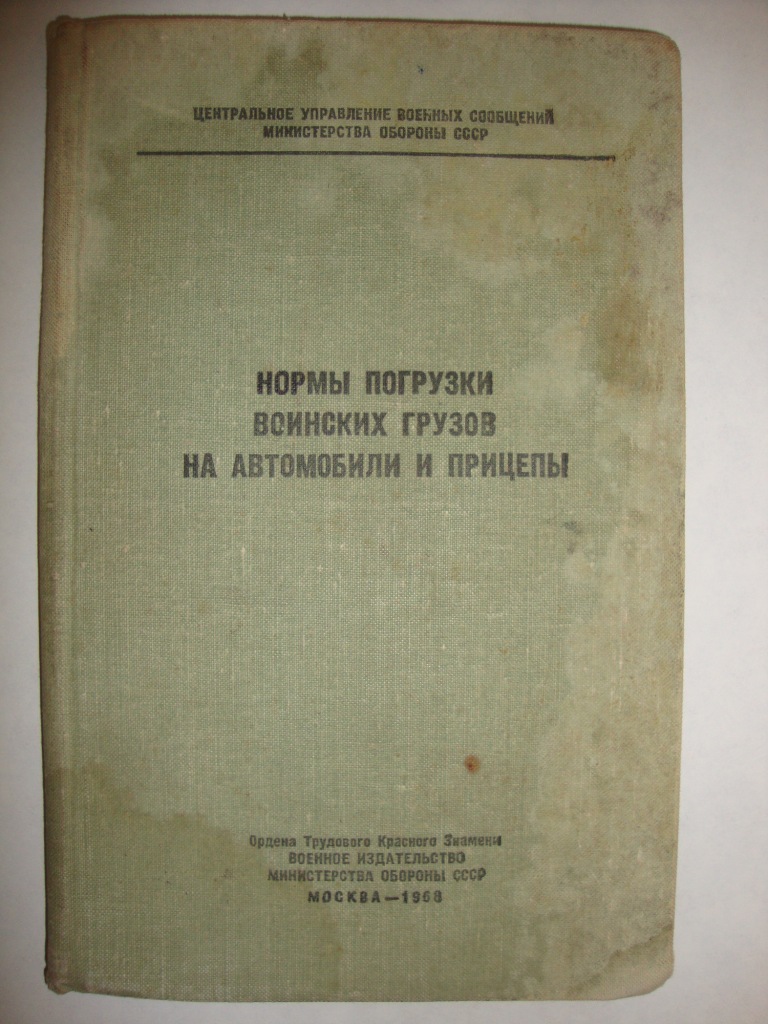 ЦЕНТРАЛЬНОЕ УПРАВЛЕНИЕ ВОЕННЫХ СООБЩЕНИЙ
МИНИСТЕРСТВА ОБОРОНЫ СССР
НОРМЫ ПОГРУЗКИ
ВОИНСКИХ ГРУЗОВ
НА АВТОМОБИЛИ И ПРИЦЕПЫ
Ордена Трудового Красного Знамени
ВОЕННОЕ ИЗДАТЕЛЬСТВО
МИНИСТЕРСТВА ОБОРОНЫ СССР
МОСКВА—1968